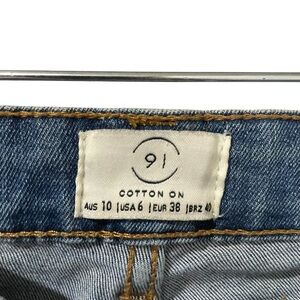 91
COTTON ON
AUS 10 | USA 6 | EUR 38 | BRZ 40